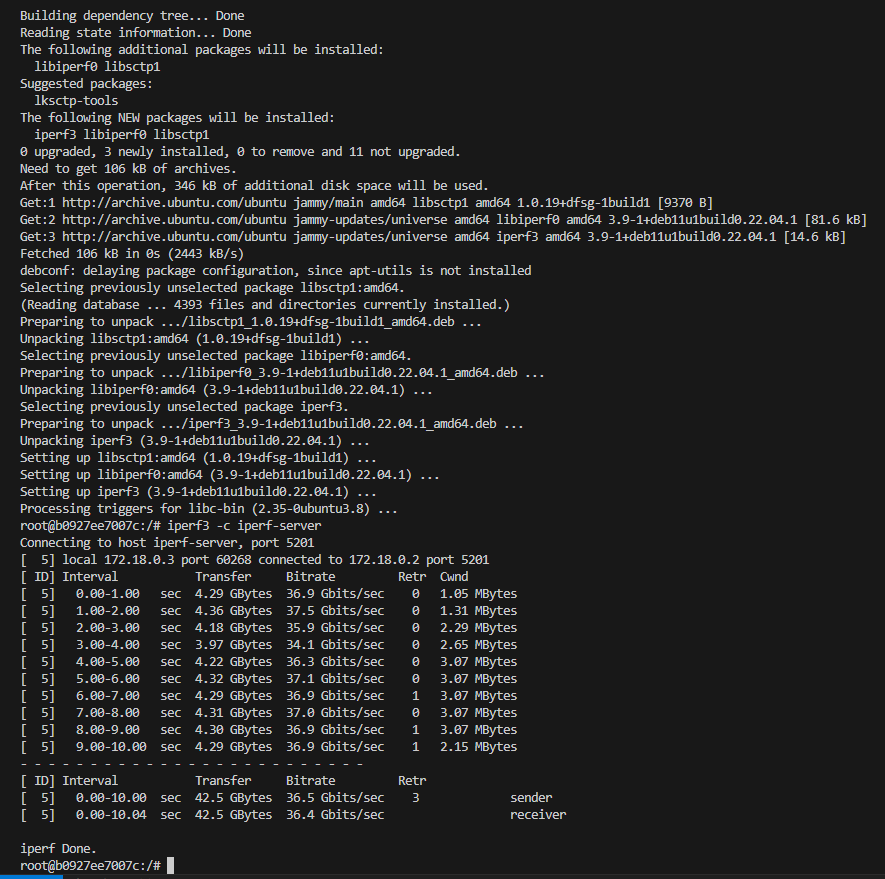 Building dependency tree... Done
Reading state information... Done
The following additional packages will be installed:
  libiperf0 libsctp1
Suggested packages:
  lksctp-tools
The following NEW packages will be installed:
  iperf3 libiperf0 libsctp1
0 upgraded, 3 newly installed, 0 to remove and 11 not upgraded.
Need to get 106 kB of archives.
After this operation, 346 kB of additional disk space will be used.
Get:1 http://archive.ubuntu.com/ubuntu jammy/main amd64 libsctp1 amd64 1.0.19+dfsg-1build1 [9370 B]
Get:2 http://archive.ubuntu.com/ubuntu jammy-updates/universe amd64 libiperf0 amd64 3.9-1+deb11u1build0.22.04.1 [81.6 kB]
Get:3 http://archive.ubuntu.com/ubuntu jammy-updates/universe amd64 iperf3 amd64 3.9-1+deb11u1build0.22.04.1 [14.6 kB]
Fetched 106 kB in 0s (2443 kB/s)
debconf: delaying package configuration, since apt-utils is not installed
Selecting previously unselected package libsctp1:amd64.
(Reading database ... 4393 files and directories currently installed.)
Preparing to unpack .../libsctp1_1.0.19+dfsg-1build1_amd64.deb ...
Unpacking libsctp1:amd64 (1.0.19+dfsg-1build1) ...
Selecting previously unselected package libiperf0:amd64.
Preparing to unpack .../libiperf0_3.9-1+deb11u1build0.22.04.1_amd64.deb ...
Unpacking libiperf0:amd64 (3.9-1+deb11u1build0.22.04.1) ...
Selecting previously unselected package iperf3.
Preparing to unpack .../iperf3_3.9-1+deb11u1build0.22.04.1_amd64.deb ...
Unpacking iperf3 (3.9-1+deb11u1build0.22.04.1) ...
Setting up libsctp1:amd64 (1.0.19+dfsg-1build1) ...
Setting up libiperf0:amd64 (3.9-1+deb11u1build0.22.04.1) ...
Setting up iperf3 (3.9-1+deb11u1build0.22.04.1) ...
Processing triggers for libc-bin (2.35-0ubuntu3.8) ...
root@b0927ee7007c:/# iperf3 -c iperf-server
Connecting to host iperf-server, port 5201
[  5] local 172.18.0.3 port 60268 connected to 172.18.0.2 port 5201
[ ID] Interval           Transfer     Bitrate         Retr  Cwnd
[  5]   0.00-1.00   sec  4.29 GBytes  36.9 Gbits/sec    0   1.05 MBytes
[  5]   1.00-2.00   sec  4.36 GBytes  37.5 Gbits/sec    0   1.31 MBytes
[  5]   2.00-3.00   sec  4.18 GBytes  35.9 Gbits/sec    0   2.29 MBytes
[  5]   3.00-4.00   sec  3.97 GBytes  34.1 Gbits/sec    0   2.65 MBytes
[  5]   4.00-5.00   sec  4.22 GBytes  36.3 Gbits/sec    0   3.07 MBytes
[  5]   5.00-6.00   sec  4.32 GBytes  37.1 Gbits/sec    0   3.07 MBytes
[  5]   6.00-7.00   sec  4.29 GBytes  36.9 Gbits/sec    1   3.07 MBytes
[  5]   7.00-8.00   sec  4.31 GBytes  37.0 Gbits/sec    0   3.07 MBytes
[  5]   8.00-9.00   sec  4.30 GBytes  36.9 Gbits/sec    1   3.07 MBytes
[  5]   9.00-10.00  sec  4.29 GBytes  36.9 Gbits/sec    1   2.15 MBytes
- - - - - - - - - - - - - - - - - - - - - - - - -
[ ID] Interval           Transfer     Bitrate         Retr
[  5]   0.00-10.00  sec  42.5 GBytes  36.5 Gbits/sec    3             sender
[  5]   0.00-10.04  sec  42.5 GBytes  36.4 Gbits/sec                  receiver

iperf Done.
root@b0927ee7007c:/#